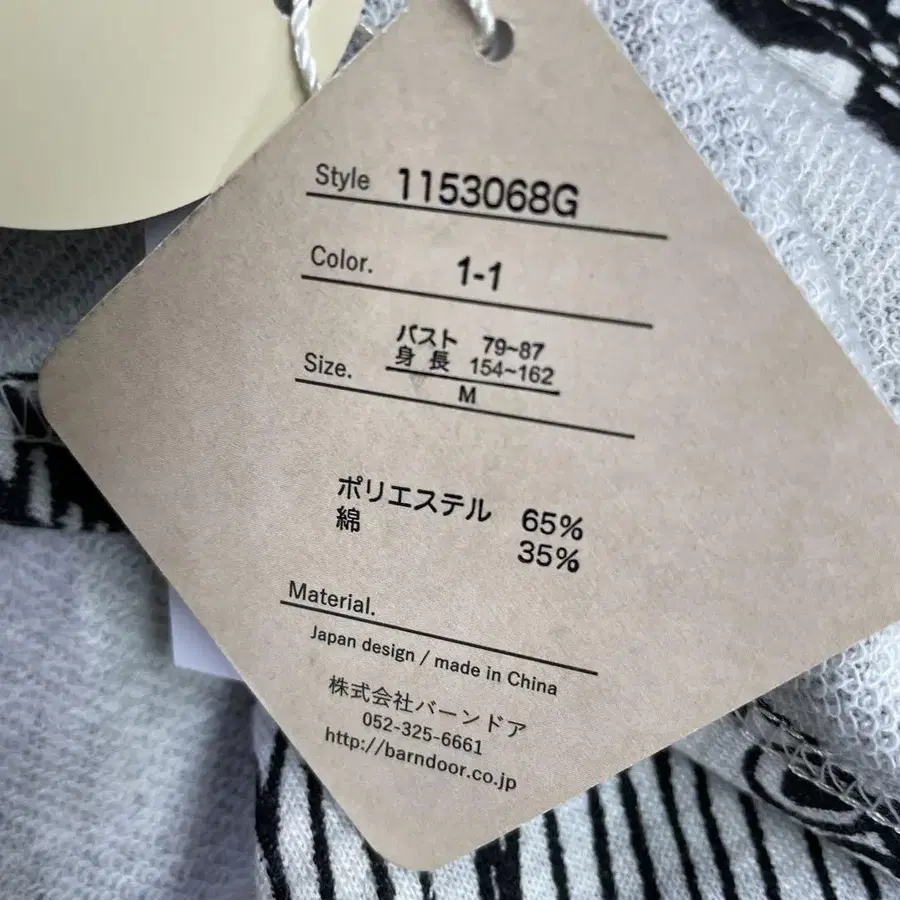 Style 1153068G
Color. 1-1
バスト 79~87
身長 154~162
Size.
M
ポリエステル 65%
綿 35%
Material.
Japan design / made in China
株式会社バーンドア
052-325-6661
http://barndoor.co.jp